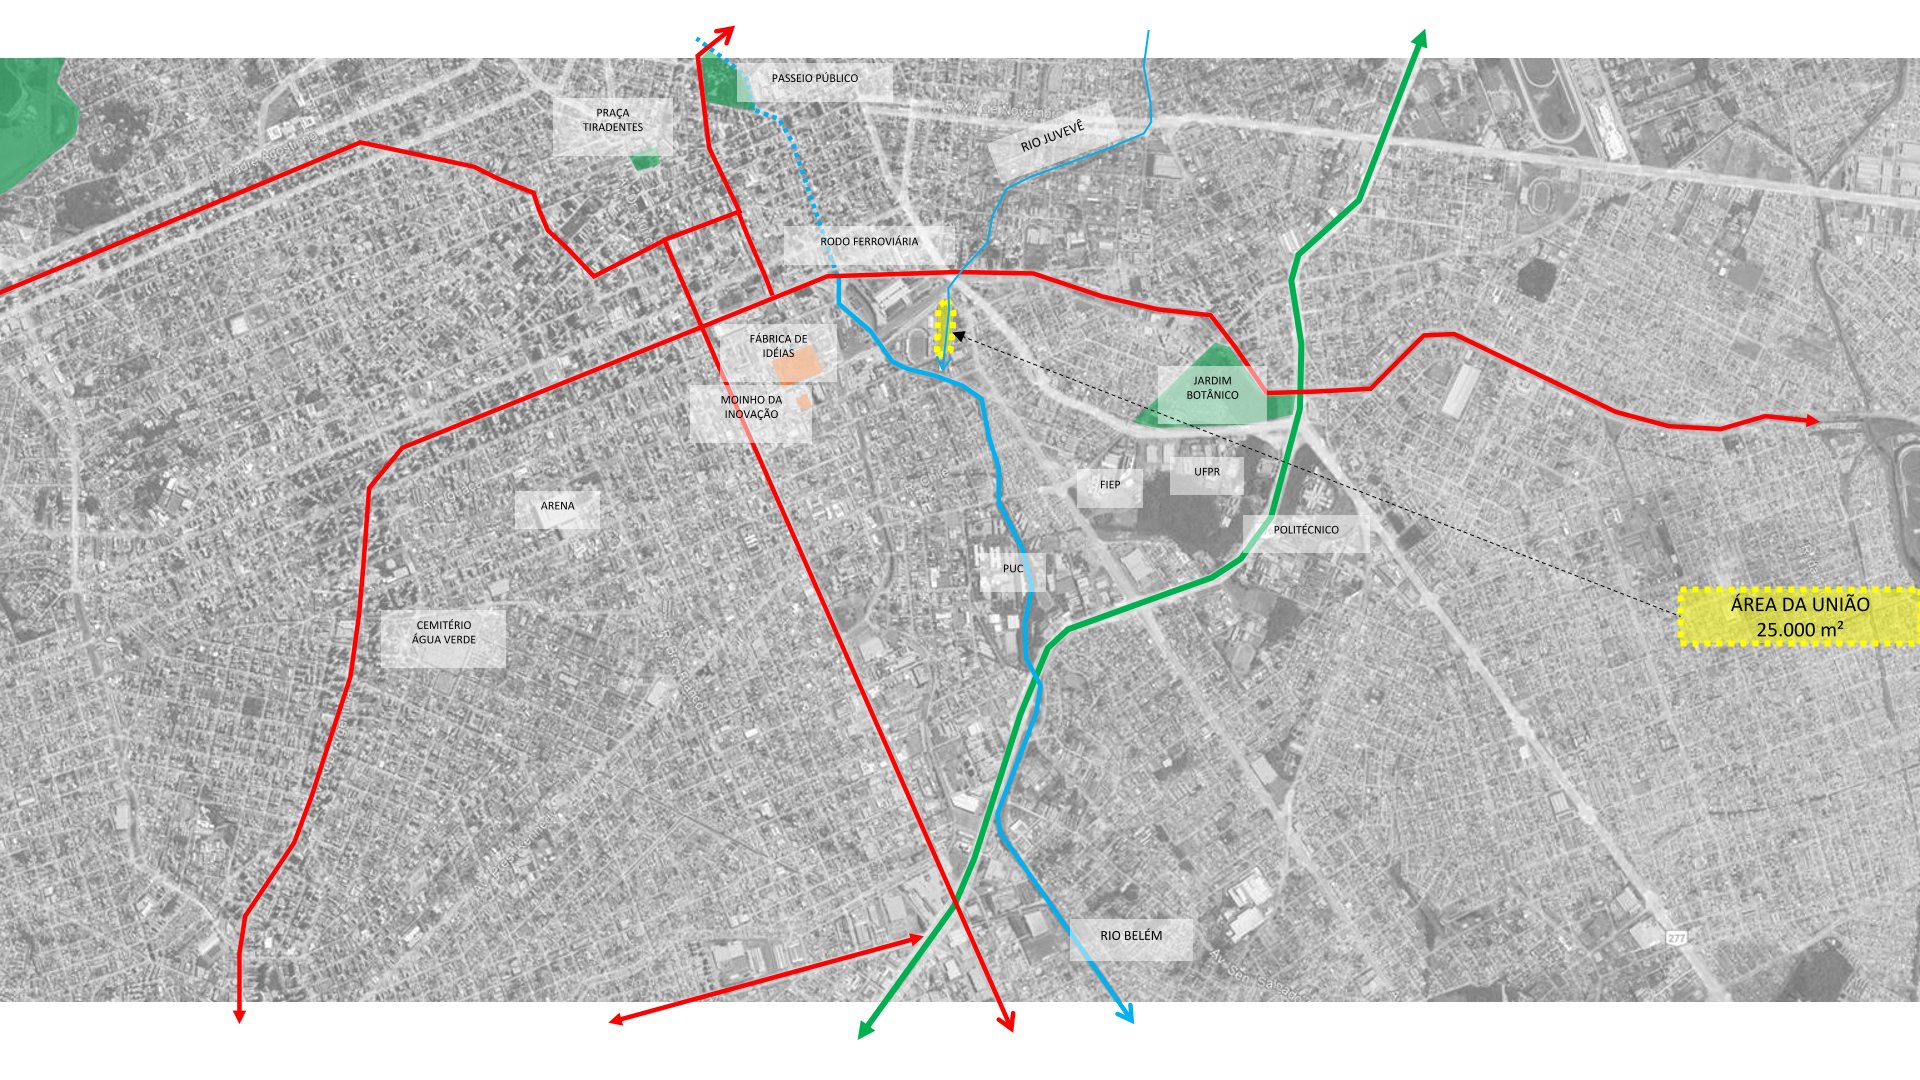 PASSEIO PÚBLICO
PRAÇA
TIRADENTES
RIO JUVEVÊ
RODO FERROVIÁRIA
FÁBRICA DE
IDÉIAS
MOINHO DA
INOVAÇÃO
JARDIM
BOTÂNICO
UFPR
FIEP
ARENA
POLITÉCNICO
PUC
ÁREA DA UNIÃO
25.000 m²
CEMITÉRIO
ÁGUA VERDE
RIO BELÉM
277